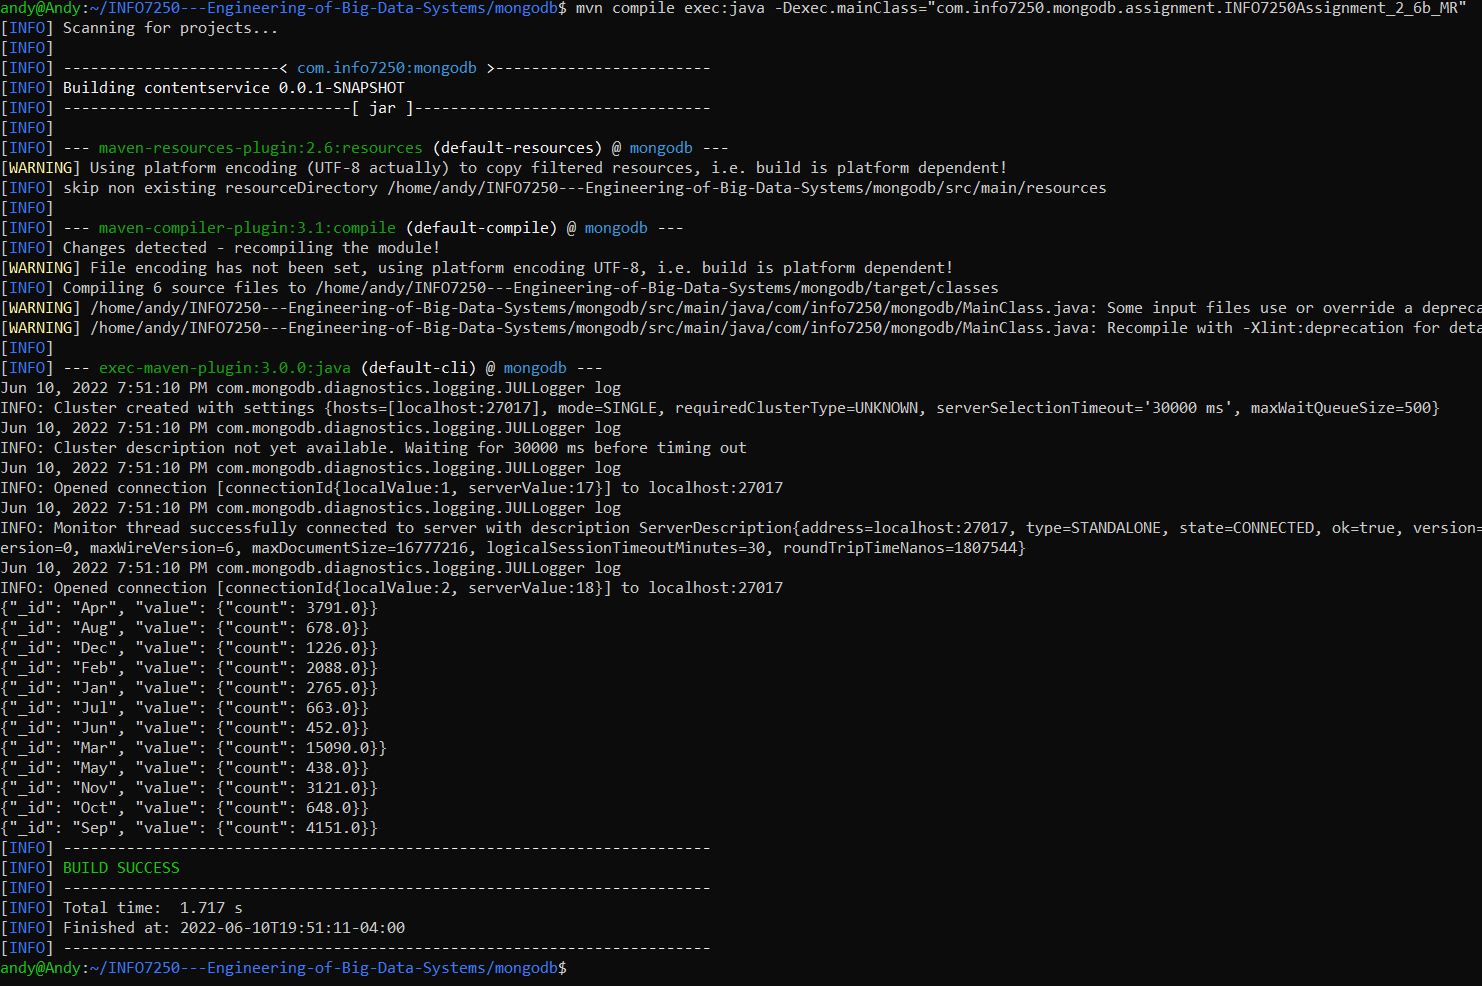 andy@Andy:~/INFO7250---Engineering-of-Big-Data-Systems/mongodb$ mvn compile exec:java -Dexec.mainClass="com.info7250.mongodb.assignment.INFO7250Assignment_2_6b_MR"
[INFO] Scanning for projects...
[INFO]
[INFO] ------------------------< com.info7250:mongodb >------------------------
[INFO] Building contentservice 0.0.1-SNAPSHOT
[INFO] --------------------------------[ jar ]---------------------------------
[INFO]
[INFO] --- maven-resources-plugin:2.6:resources (default-resources) @ mongodb ---
[WARNING] Using platform encoding (UTF-8 actually) to copy filtered resources, i.e. build is platform dependent!
[INFO] skip non existing resourceDirectory /home/andy/INFO7250---Engineering-of-Big-Data-Systems/mongodb/src/main/resources
[INFO]
[INFO] --- maven-compiler-plugin:3.1:compile (default-compile) @ mongodb ---
[INFO] Changes detected - recompiling the module!
[WARNING] File encoding has not been set, using platform encoding UTF-8, i.e. build is platform dependent!
[INFO] Compiling 6 source files to /home/andy/INFO7250---Engineering-of-Big-Data-Systems/mongodb/target/classes
[WARNING] /home/andy/INFO7250---Engineering-of-Big-Data-Systems/mongodb/src/main/java/com/info7250/mongodb/MainClass.java: Some input files use or override a depreca
[WARNING] /home/andy/INFO7250---Engineering-of-Big-Data-Systems/mongodb/src/main/java/com/info7250/mongodb/MainClass.java: Recompile with -Xlint:deprecation for deta
[INFO]
[INFO] --- exec-maven-plugin:3.0.0:java (default-cli) @ mongodb ---
Jun 10, 2022 7:51:10 PM com.mongodb.diagnostics.logging.JULLogger log
INFO: Cluster created with settings {hosts=[localhost:27017], mode=SINGLE, requiredClusterType=UNKNOWN, serverSelectionTimeout='30000 ms', maxWaitQueueSize=500}
Jun 10, 2022 7:51:10 PM com.mongodb.diagnostics.logging.JULLogger log
INFO: Cluster description not yet available. Waiting for 30000 ms before timing out
Jun 10, 2022 7:51:10 PM com.mongodb.diagnostics.logging.JULLogger log
INFO: Opened connection [connectionId{localValue:1, serverValue:17}] to localhost:27017
Jun 10, 2022 7:51:10 PM com.mongodb.diagnostics.logging.JULLogger log
INFO: Monitor thread successfully connected to server with description ServerDescription{address=localhost:27017, type=STANDALONE, state=CONNECTED, ok=true, version=
ersion=0, maxWireVersion=6, maxDocumentSize=16777216, logicalSessionTimeoutMinutes=30, roundTripTimeNanos=1807544}
Jun 10, 2022 7:51:10 PM com.mongodb.diagnostics.logging.JULLogger log
INFO: Opened connection [connectionId{localValue:2, serverValue:18}] to localhost:27017
{"_id": "Apr", "value": {"count": 3791.0}}
{"_id": "Aug", "value": {"count": 678.0}}
{"_id": "Dec", "value": {"count": 1226.0}}
{"_id": "Feb", "value": {"count": 2088.0}}
{"_id": "Jan", "value": {"count": 2765.0}}
{"_id": "Jul", "value": {"count": 663.0}}
{"_id": "Jun", "value": {"count": 452.0}}
{"_id": "Mar", "value": {"count": 15090.0}}
{"_id": "May", "value": {"count": 438.0}}
{"_id": "Nov", "value": {"count": 3121.0}}
{"_id": "Oct", "value": {"count": 648.0}}
{"_id": "Sep", "value": {"count": 4151.0}}
[INFO] ------------------------------------------------------------------------
[INFO] BUILD SUCCESS
[INFO] ------------------------------------------------------------------------
[INFO] Total time:  1.717 s
[INFO] Finished at: 2022-06-10T19:51:11-04:00
[INFO] ------------------------------------------------------------------------
andy@Andy:~/INFO7250---Engineering-of-Big-Data-Systems/mongodb$